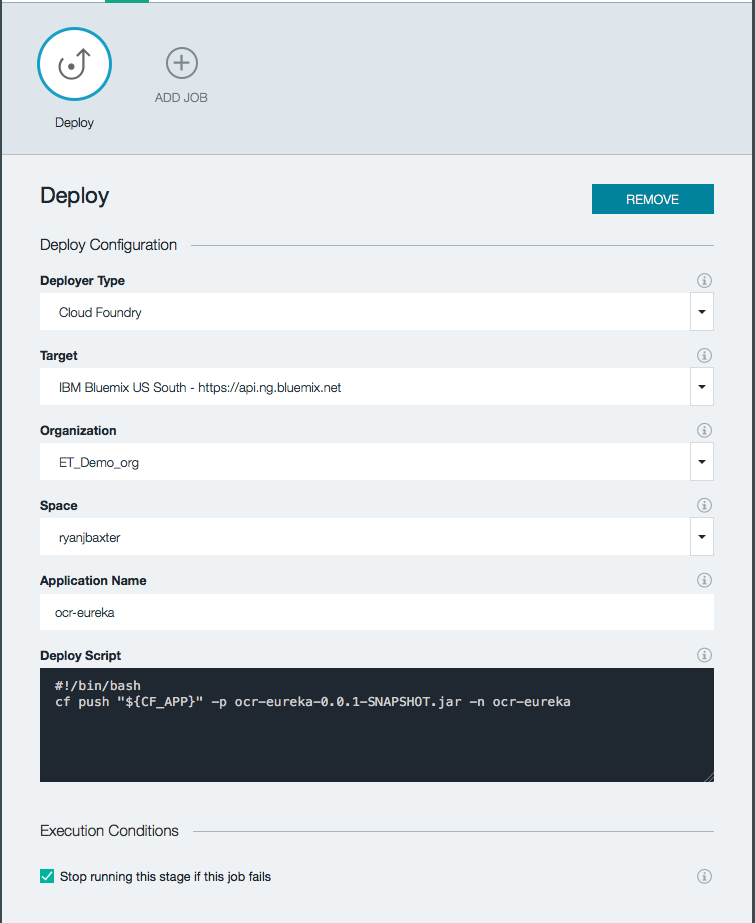 Deploy
ADD JOB
Deploy
REMOVE
Deploy Configuration
Deployer Type
Cloud Foundry
Target
IBM Bluemix US South - https://api.ng.bluemix.net
Organization
ET_Demo_org
Space
ryanjbaxter
Application Name
ocr-eureka
Deploy Script
#!/bin/bash
cf push "${CF_APP}" -p ocr-eureka-0.0.1-SNAPSHOT.jar -n ocr-eureka
Execution Conditions
Stop running this stage if this job fails